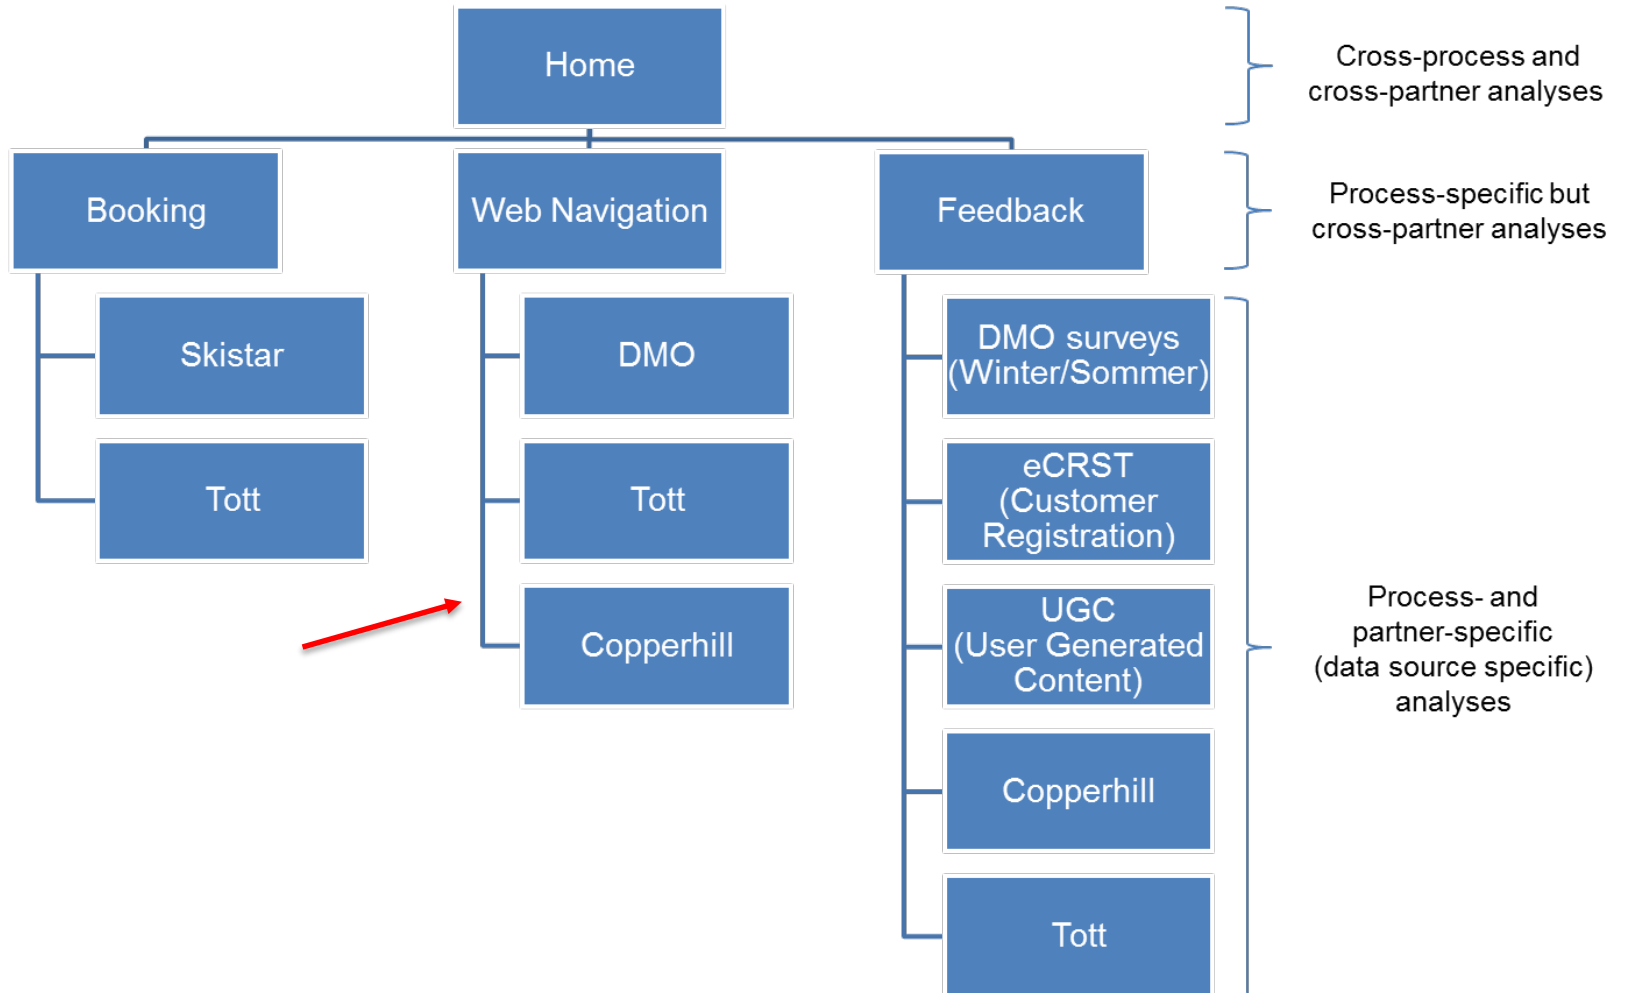 Home
Cross-process and
cross-partner analyses
Booking
Web Navigation
Feedback
Process-specific but
cross-partner analyses
Skistar
DMO
DMO surveys
(Winter/Sommer)
Tott
Tott
eCRST
(Customer
Registration)
Copperhill
UGC
(User Generated
Content)
Process- and
partner-specific
(data source specific)
analyses
Copperhill
Tott